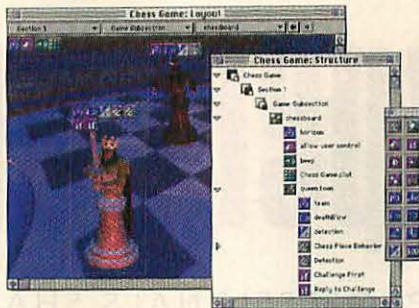 Chess Game: Layout
Section 1
Game Subsection
chessboard
Chess Game: Structure
Chess Game
Section 1
Game Subsection
chessboard
horizon
allow user control
beep
Chess Game.plut
queen.toon
team
deathBlow
detection
Chess Piece Behavior
Detection
Challenge First
Reply to Challenge